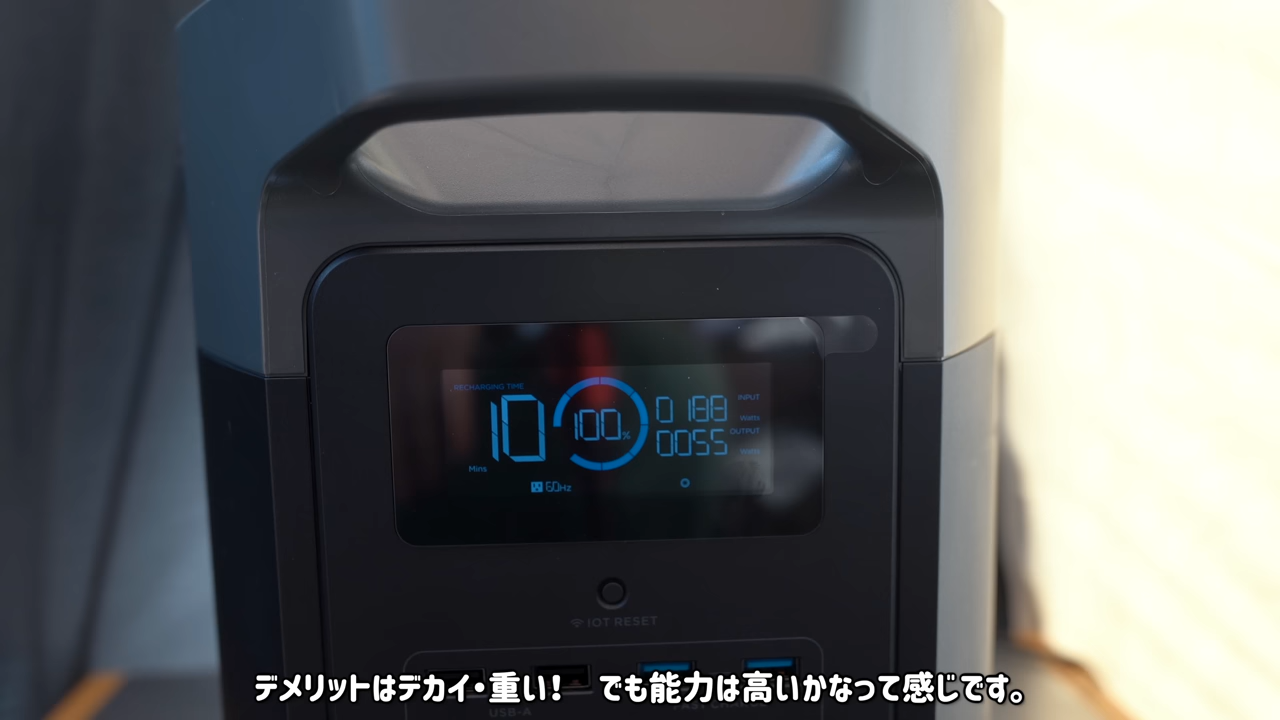 RECHARGING TIME
10
Mins
100%
0188
INPUT
Watts
0055
OUTPUT
Watts
60Hz
IOT RESET
USB-A
FAST CHARGE
デメリットはデカイ・重い！ でも能力は高いかなって感じです。